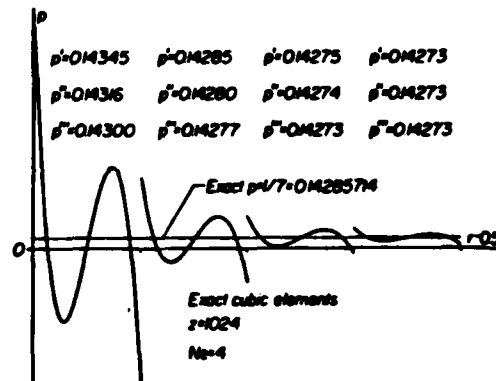 p
p'=0.14345 p'=0.14285 p'=0.14275 p'=0.14273
p''=0.14316 p''=0.14280 p''=0.14274 p''=0.14273
p'''=0.14300 p'''=0.14277 p'''=0.14273 p'''=0.14273
Exact p=1/7=0.14285714
0
Exact cubic elements
z=1024
Ne=4